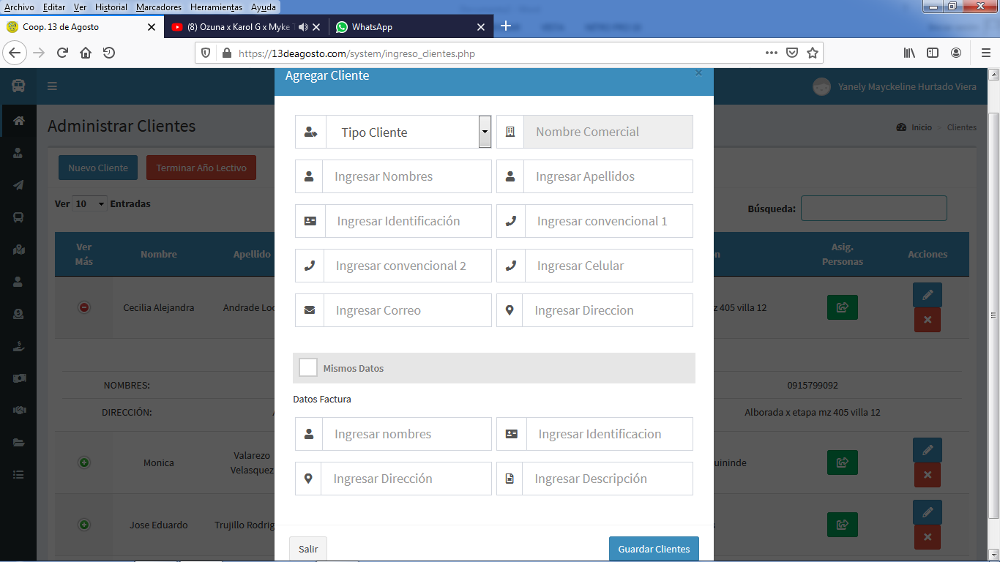 Archivo Editar Ver Historial Marcadores Herramientas Ayuda
Coop. 13 de Agosto
(8) Ozuna x Karol G x Myke
WhatsApp
https://13deagosto.com/system/ingreso_clientes.php
Agregar Cliente ×
Yanely Mayckeline Hurtado Viera
Administrar Clientes
Inicio > Clientes
Nuevo Cliente Terminar Año Lectivo
Ver 10 Entradas
Búsqueda:
Ver Más Nombre Apellido
Asig. Personas Acciones
Cecilia Alejandra Andrade
405 villa 12
NOMBRES: 0915799092
DIRECCIÓN: Alborada x etapa mz 405 villa 12
Monica Valarezo Velasquez
Jose Eduardo Trujillo
Tipo Cliente Nombre Comercial
Ingresar Nombres Ingresar Apellidos
Ingresar Identificación Ingresar convencional 1
Ingresar convencional 2 Ingresar Celular
Ingresar Correo Ingresar Direccion
Mismos Datos
Datos Factura
Ingresar nombres Ingresar Identificacion
Ingresar Dirección Ingresar Descripción
Salir Guardar Clientes